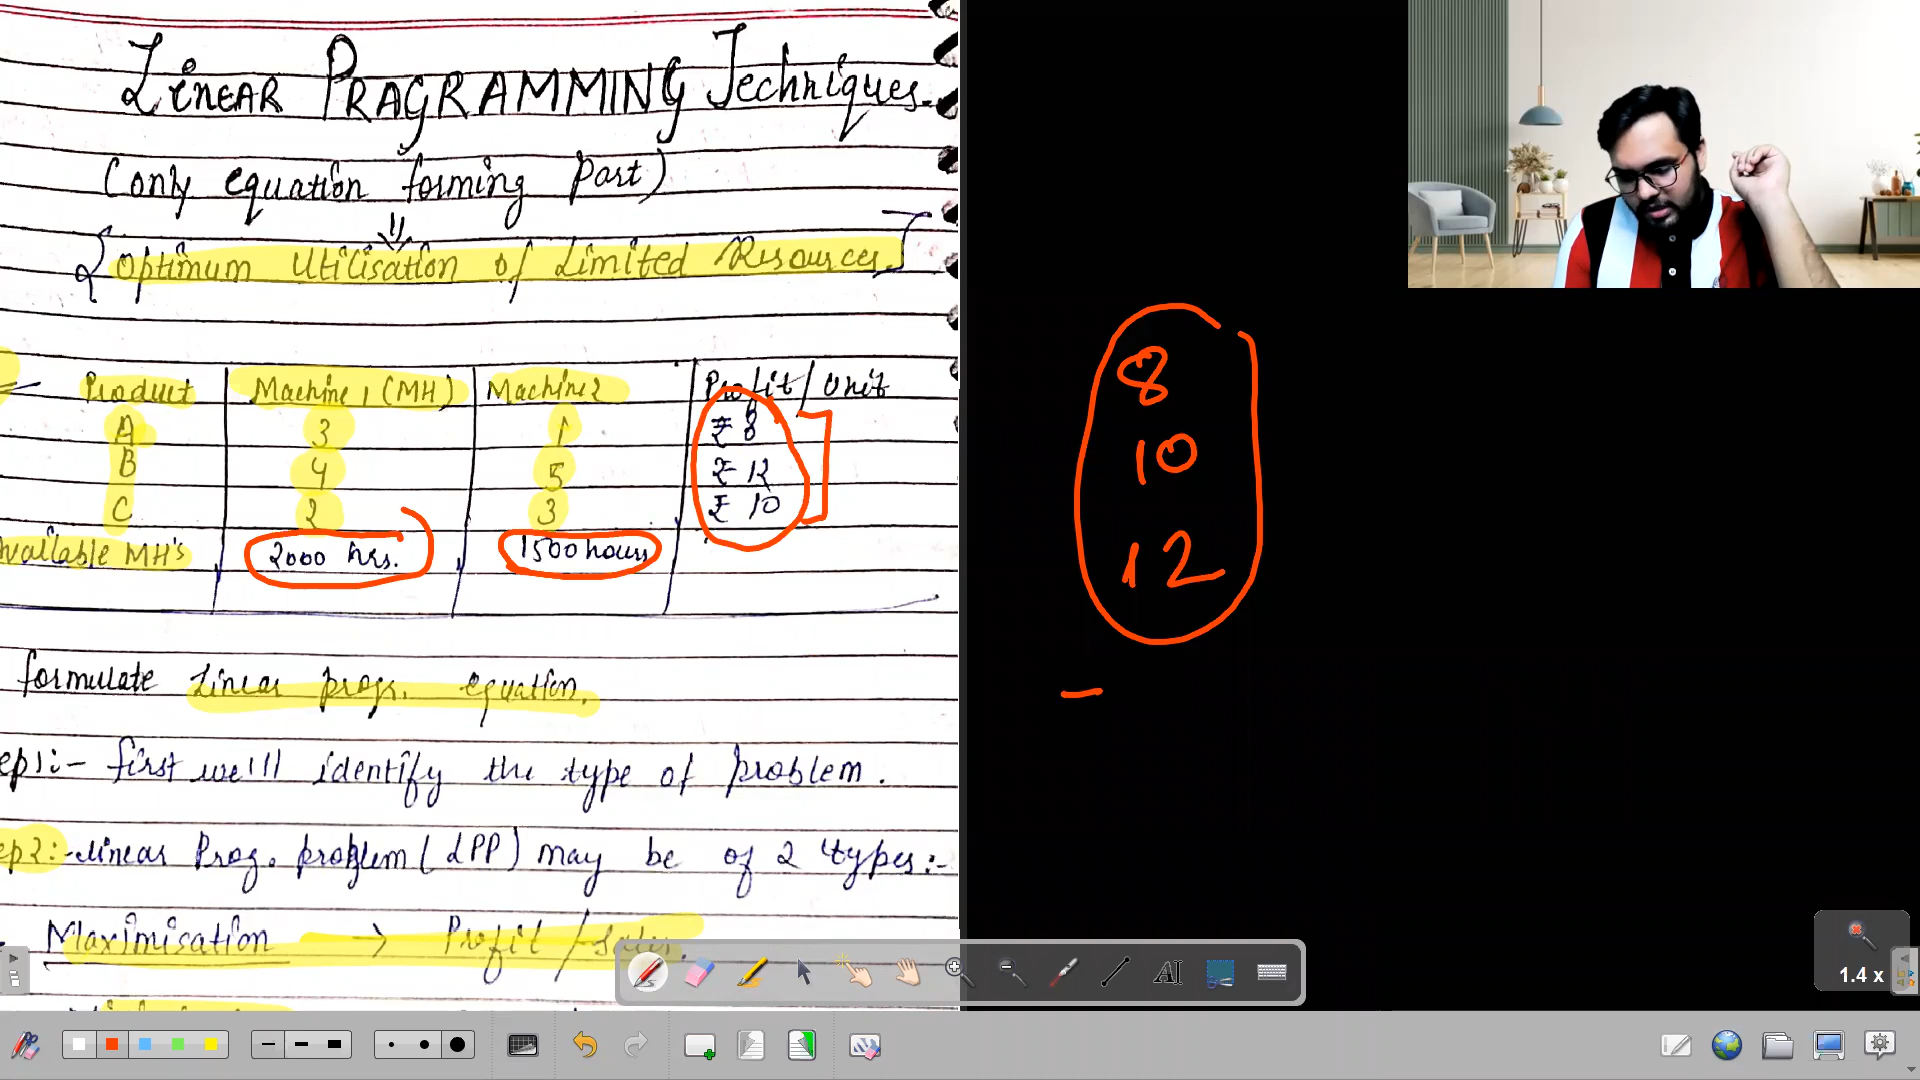 LINEAR PRAGRAMMING Techniques.
(only equation forming Part)
[Optimum Utilisation of Limited Resources]
Product Machine 1 (MH) Machine 2 Profit / Unit
A 3 1 ₹ 8
B 4 5 ₹ 12
C 2 3 ₹ 10
Available MH's 2000 hrs. 1500 hours
formulate Linear prog. equation.
ep1:- first we'll identify the type of problem.
ep2:- Linear Prog. problem (LPP) may be of 2 types:-
Maximisation → Profit / Sales.
8
10
12
1.4 x